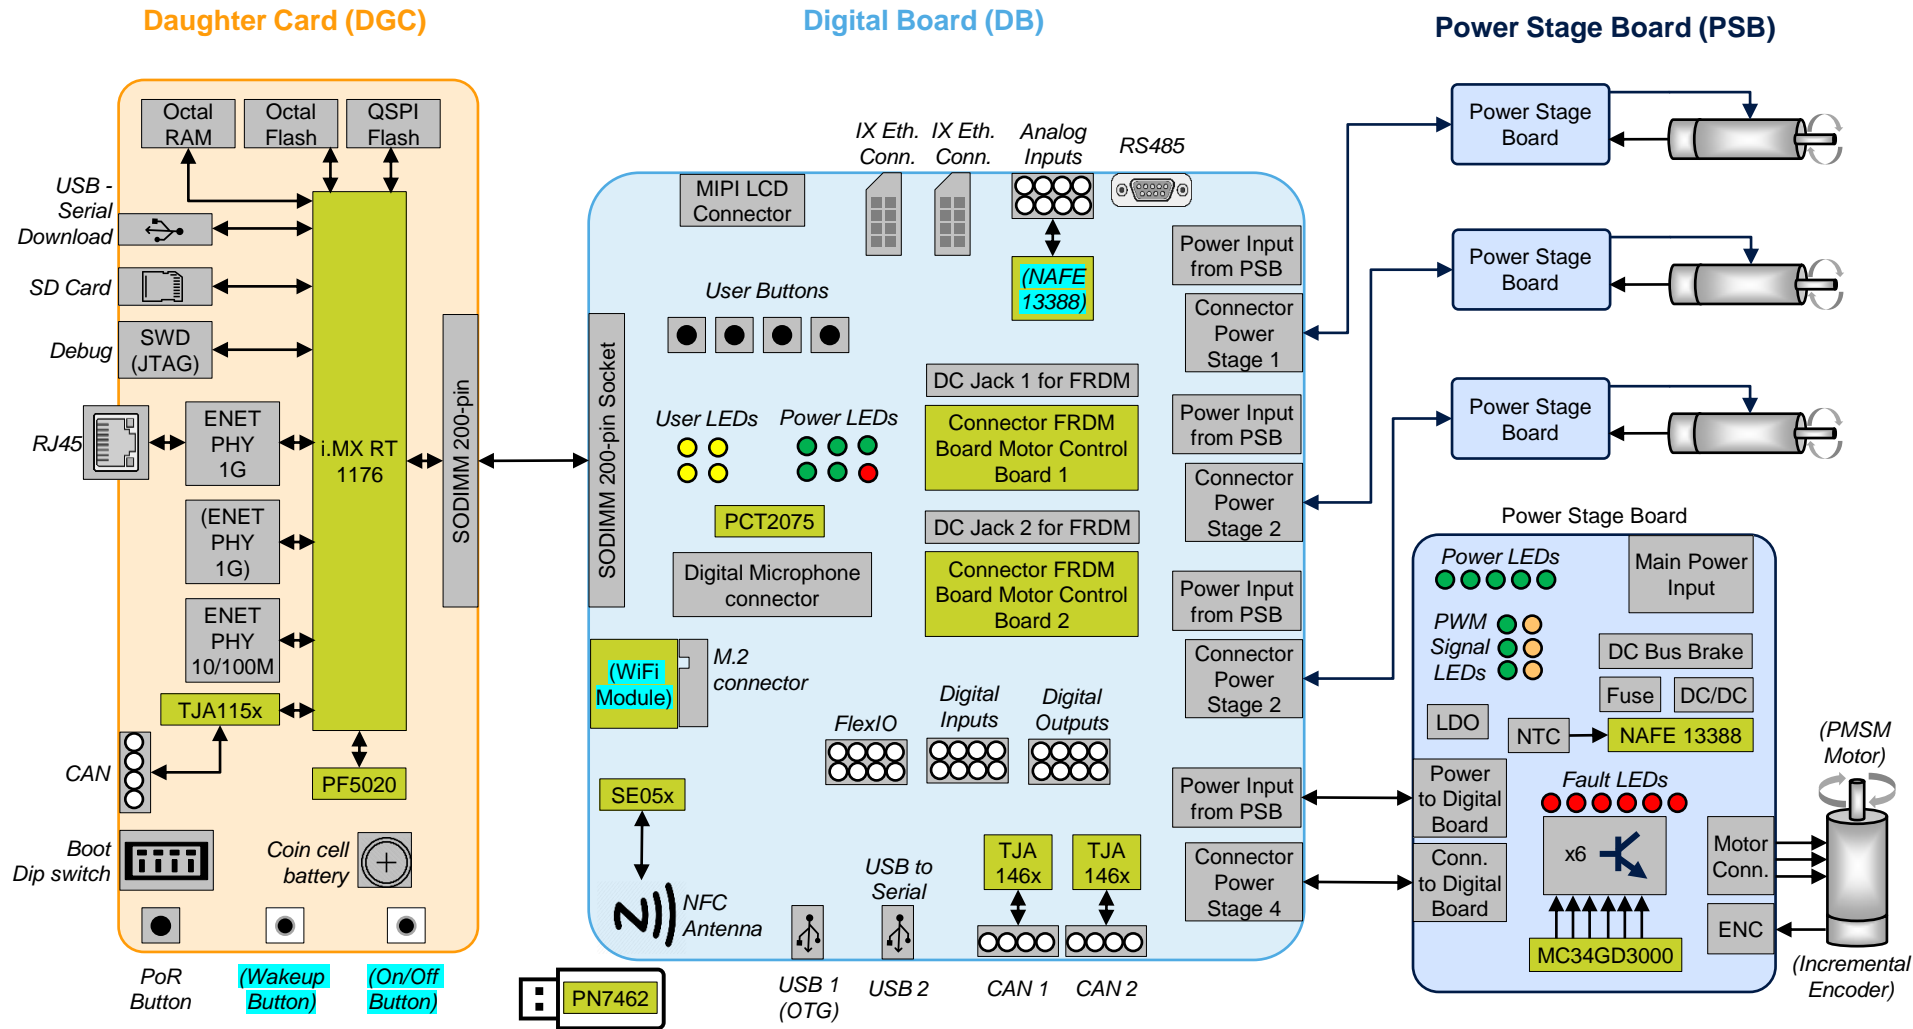 Daughter Card (DGC)
Digital Board (DB)
Power Stage Board (PSB)
Octal
RAM
Octal
Flash
QSPI
Flash
USB -
Serial
Download
SD Card
Debug
SWD
(JTAG)
RJ45
ENET
PHY
1G
(ENET
PHY
1G)
ENET
PHY
10/100M
i.MX RT
1176
SODIMM 200-pin
TJA115x
CAN
PF5020
Boot
Dip switch
Coin cell
battery
PoR
Button
(Wakeup
Button)
(On/Off
Button)
IX Eth.
Conn.
IX Eth.
Conn.
Analog
Inputs
RS485
MIPI LCD
Connector
(NAFE
13388)
User Buttons
SODIMM 200-pin Socket
User LEDs
Power LEDs
PCT2075
Digital Microphone
connector
DC Jack 1 for FRDM
Connector FRDM
Board Motor Control
Board 1
DC Jack 2 for FRDM
Connector FRDM
Board Motor Control
Board 2
Power Input
from PSB
Connector
Power
Stage 1
Power Input
from PSB
Connector
Power
Stage 2
Power Input
from PSB
Connector
Power
Stage 2
Power Input
from PSB
Connector
Power
Stage 4
(WiFi
Module)
M.2
connector
FlexIO
Digital
Inputs
Digital
Outputs
SE05x
NFC
Antenna
USB to
Serial
TJA
146x
TJA
146x
USB 1
(OTG)
USB 2
CAN 1
CAN 2
PN7462
Power Stage
Board
Power Stage
Board
Power Stage
Board
Power Stage Board
Power LEDs
Main Power
Input
PWM
Signal
LEDs
DC Bus Brake
Fuse
DC/DC
LDO
NTC
NAFE 13388
Power
to Digital
Board
Fault LEDs
x6
Conn.
to Digital
Board
Motor
Conn.
ENC
MC34GD3000
(PMSM
Motor)
(Incremental
Encoder)